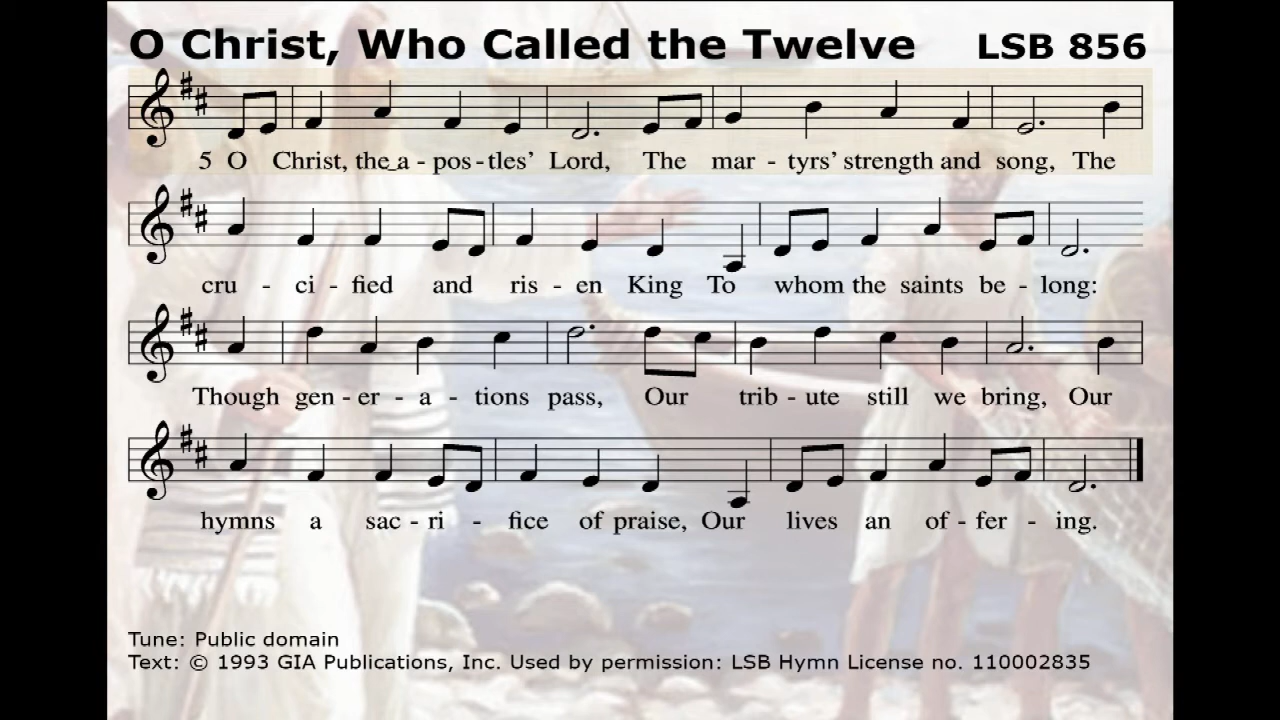 O Christ, Who Called the Twelve LSB 856
5 O Christ, the_a - pos - tles’ Lord, The mar - tyrs’ strength and song, The
cru - ci - fied and ris - en King To whom the saints be - long:
Though gen - er - a - tions pass, Our trib - ute still we bring, Our
hymns a sac - ri - fice of praise, Our lives an of - fer - ing.
Tune: Public domain
Text: © 1993 GIA Publications, Inc. Used by permission: LSB Hymn License no. 110002835